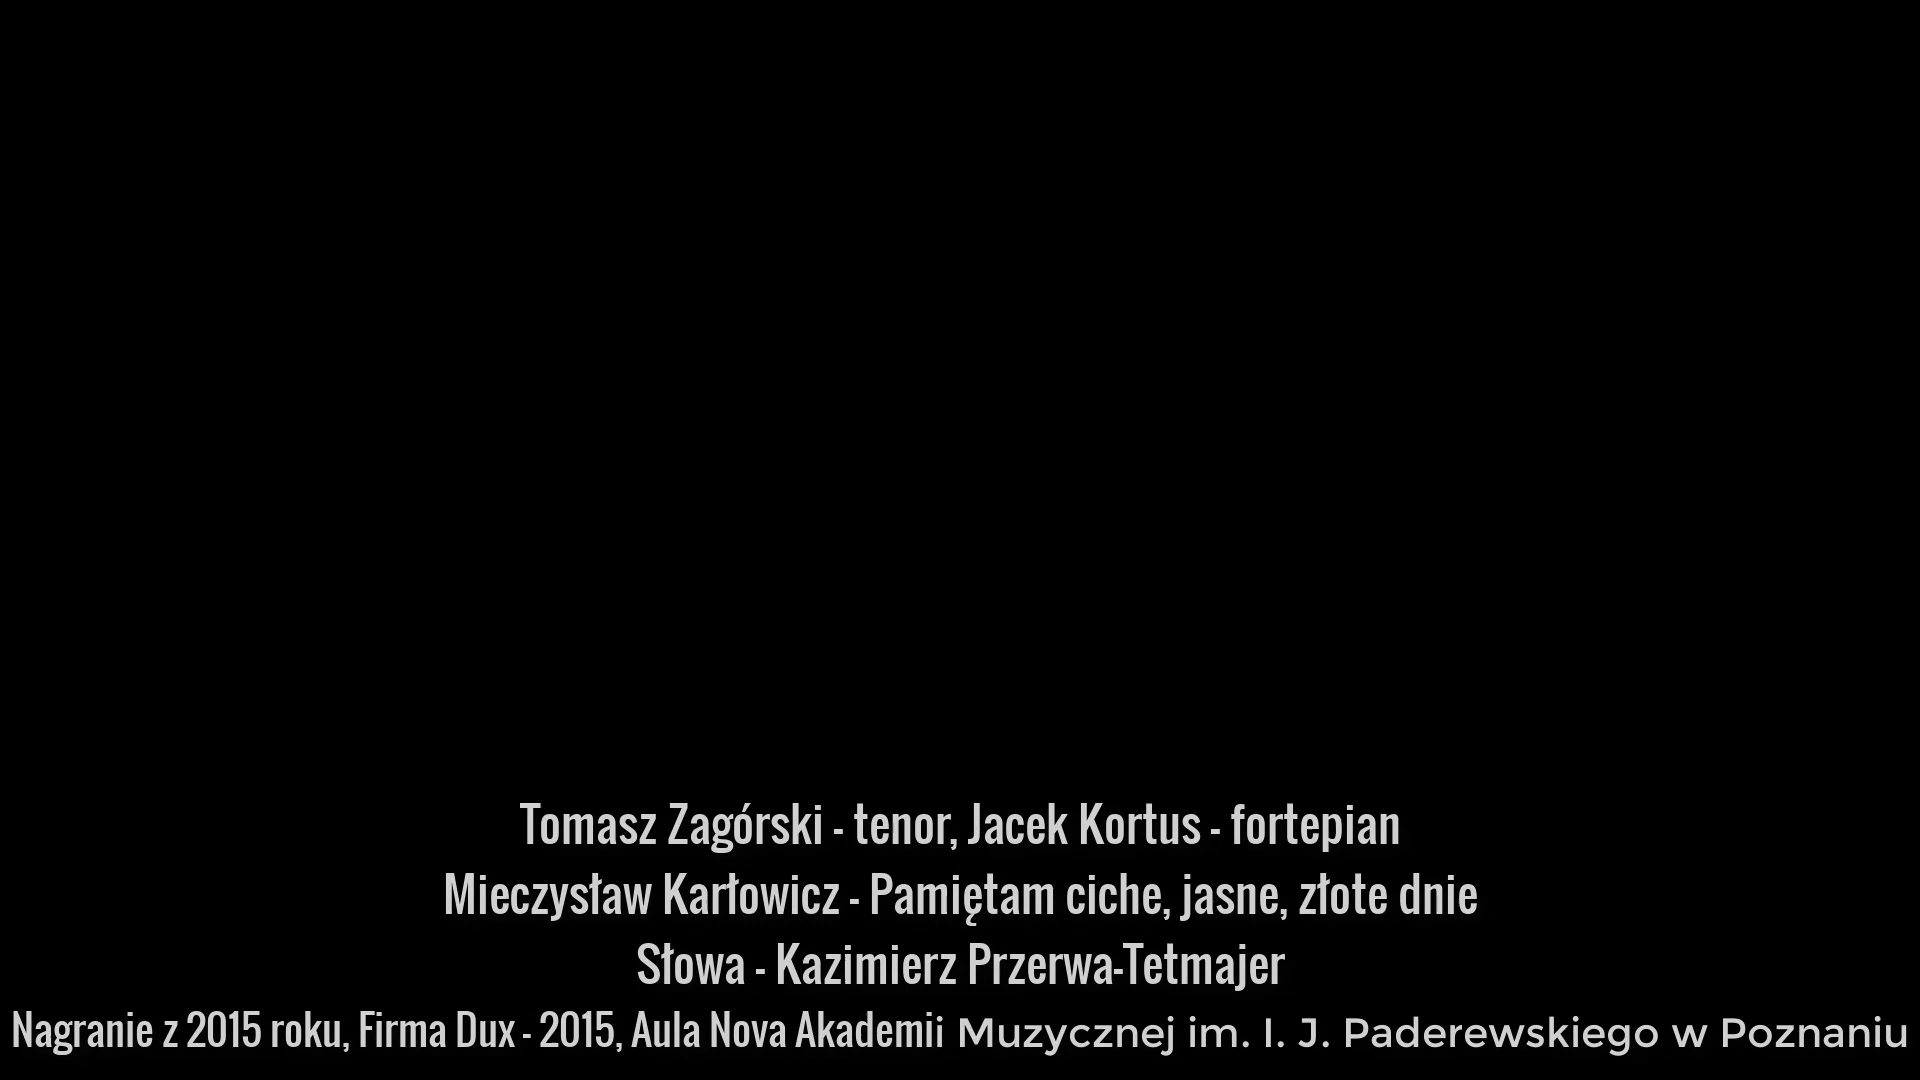 Tomasz Zagórski - tenor, Jacek Kortus - fortepian
Mieczysław Karłowicz - Pamiętam ciche, jasne, złote dnie
Słowa - Kazimierz Przerwa-Tetmajer
Nagranie z 2015 roku, Firma Dux - 2015, Aula Nova Akademii Muzycznej im. I. J. Paderewskiego w Poznaniu